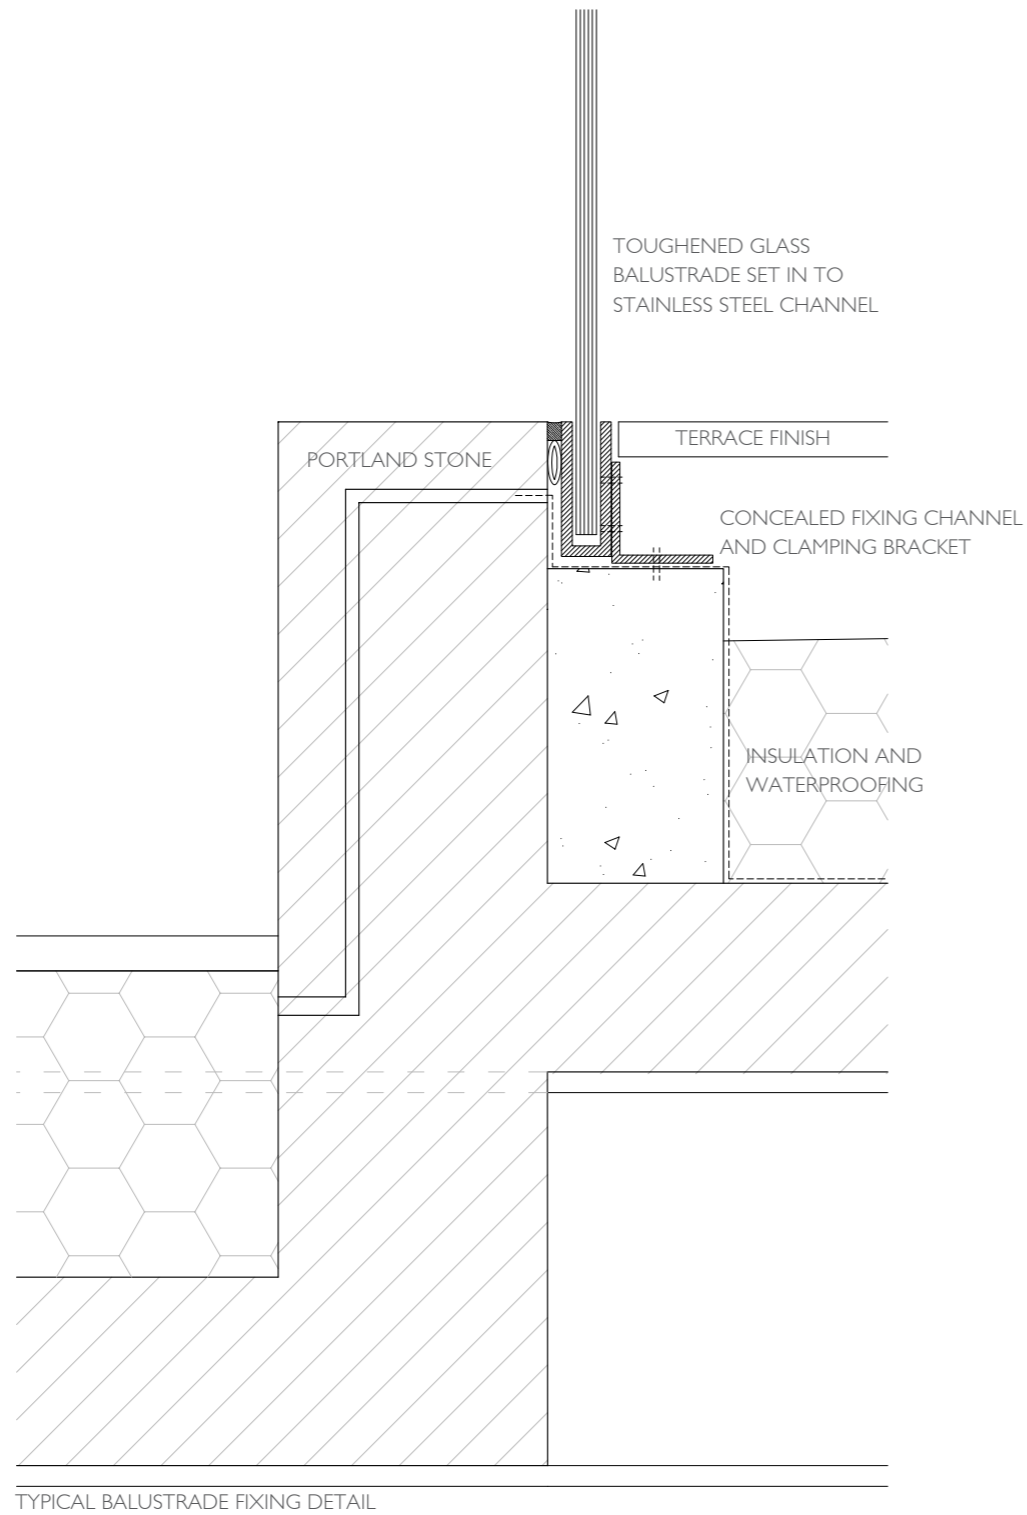 TOUGHENED GLASS
BALUSTRADE SET IN TO
STAINLESS STEEL CHANNEL
TERRACE FINISH
PORTLAND STONE
CONCEALED FIXING CHANNEL
AND CLAMPING BRACKET
INSULATION AND
WATERPROOFING
TYPICAL BALUSTRADE FIXING DETAIL